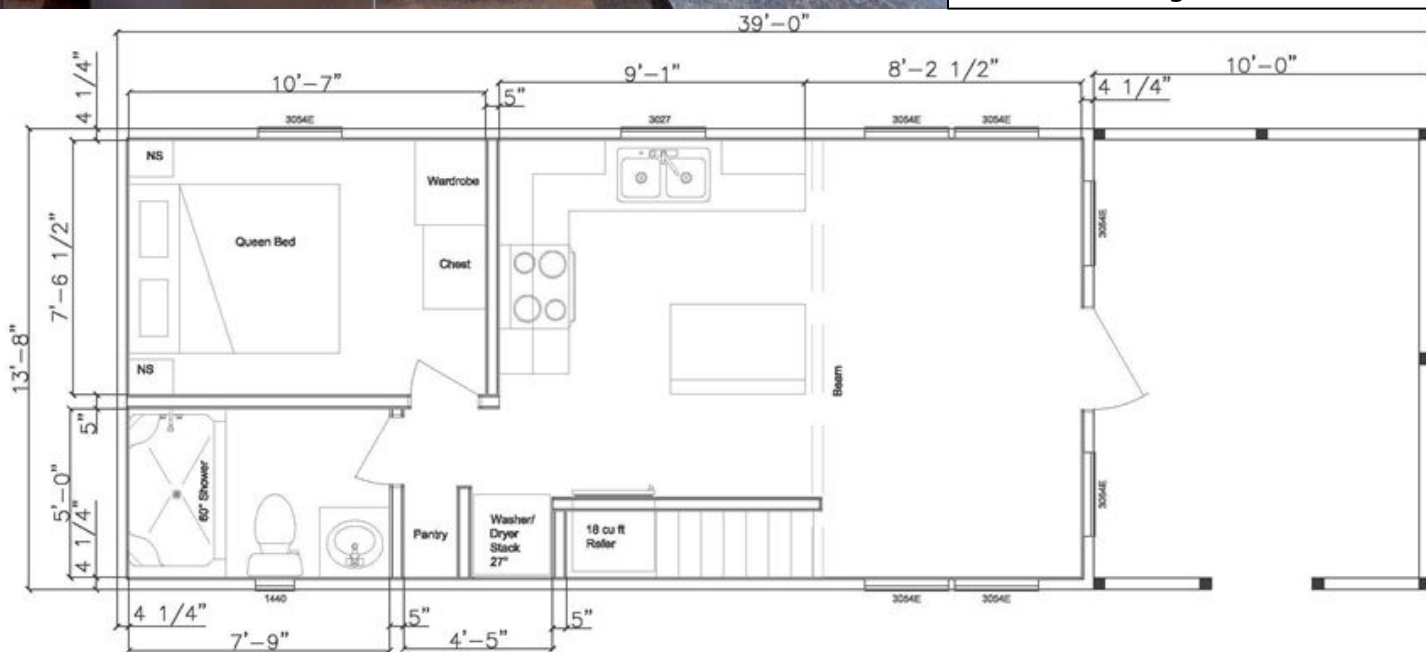 39'-0"
4 1/4"
10'-7"
5"
9'-1"
8'-2 1/2"
4 1/4"
10'-0"
3054E
3027
3054E
3054E
NS
Wardrobe
Queen Bed
Chest
3054E
7'-6 1/2"
13'-8"
NS
Beam
5"
5'-0"
60" Shower
4 1/4"
Pantry
Washer/
Dryer
Stack
27"
18 cu ft
Refer
3054E
1440
3054E
3054E
4 1/4"
5"
5"
7'-9"
4'-5"